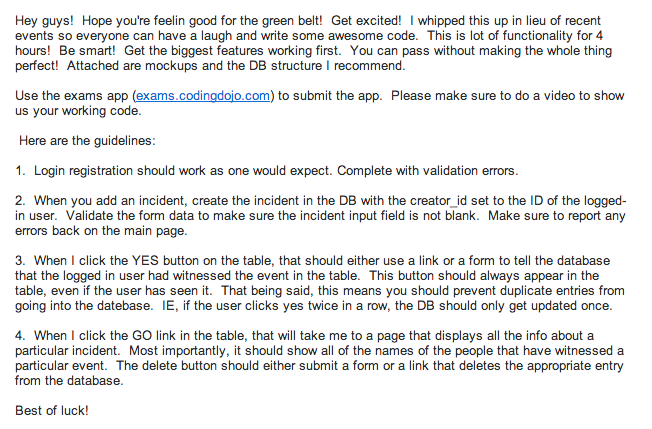 Hey guys!  Hope you're feelin good for the green belt!  Get excited!  I whipped this up in lieu of recent
events so everyone can have a laugh and write some awesome code.  This is lot of functionality for 4
hours!  Be smart!  Get the biggest features working first.  You can pass without making the whole thing
perfect!  Attached are mockups and the DB structure I recommend.
Use the exams app (exams.codingdojo.com) to submit the app.  Please make sure to do a video to show
us your working code.
Here are the guidelines:
1.  Login registration should work as one would expect. Complete with validation errors.
2.  When you add an incident, create the incident in the DB with the creator_id set to the ID of the logged-
in user.  Validate the form data to make sure the incident input field is not blank.  Make sure to report any
errors back on the main page.
3.  When I click the YES button on the table, that should either use a link or a form to tell the database
that the logged in user had witnessed the event in the table.  This button should always appear in the
table, even if the user has seen it.  That being said, this means you should prevent duplicate entries from
going into the datebase.  IE, if the user clicks yes twice in a row, the DB should only get updated once.
4.  When I click the GO link in the table, that will take me to a page that displays all the info about a
particular incident.  Most importantly, it should show all of the names of the people that have witnessed a
particular event.  The delete button should either submit a form or a link that deletes the appropriate entry
from the database.
Best of luck!